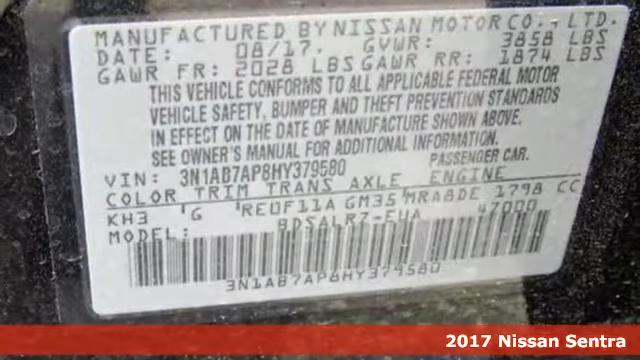 MANUFACTURED BY NISSAN MOTOR CO., LTD.
DATE: 08/17. GVWR: 3858 LBS
GAWR FR: 2028 LBS GAWR RR: 1874 LBS
THIS VEHICLE CONFORMS TO ALL APPLICABLE FEDERAL MOTOR
VEHICLE SAFETY, BUMPER AND THEFT PREVENTION STANDARDS
IN EFFECT ON THE DATE OF MANUFACTURE SHOWN ABOVE.
SEE OWNER'S MANUAL FOR ADDITIONAL INFORMATION.
VIN: 3N1AB7AP8HY379580 PASSENGER CAR.
COLOR TRIM TRANS AXLE ENGINE
KH3 G RE0F11A GM35 MRA8DE 1798 CC
MODEL: BDSALRZ-EUA 47000
3N1AB7AP8HY379580
2017 Nissan Sentra